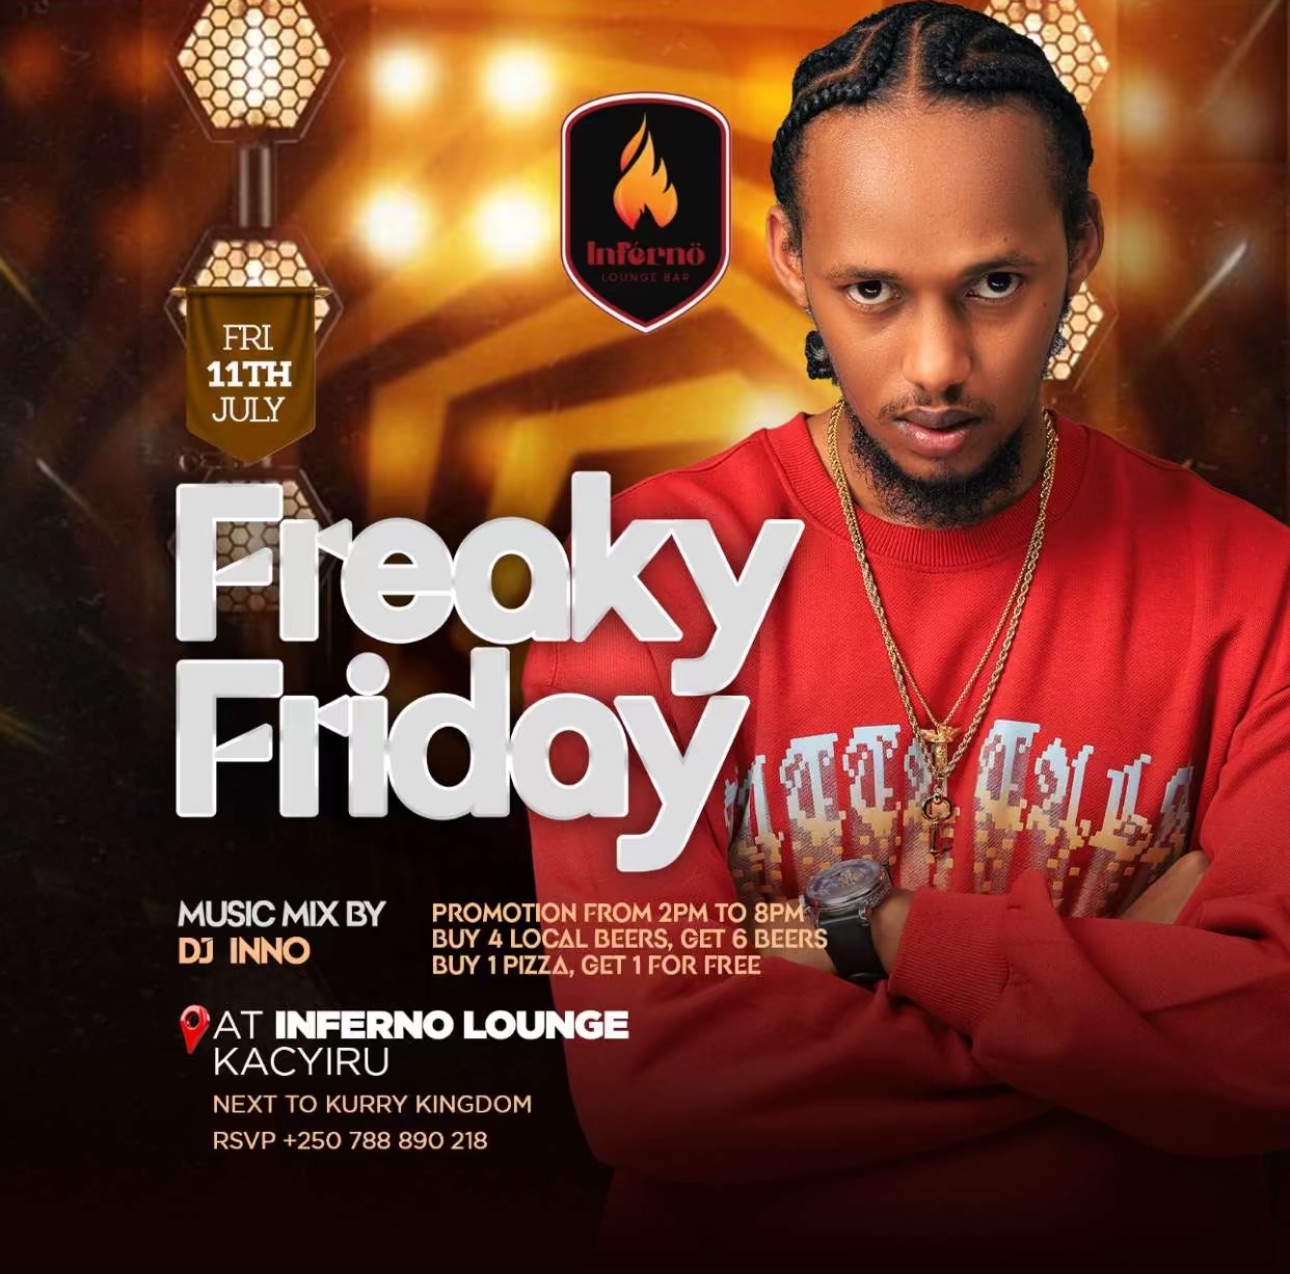 Inférnö
LOUNGE BAR
FRI
11TH
JULY
Freaky
Friday
MUSIC MIX BY
DJ INNO
PROMOTION FROM 2PM TO 8PM
BUY 4 LOCAL BEERS, GET 6 BEERS
BUY 1 PIZZA, GET 1 FOR FREE
AT INFERNO LOUNGE
KACYIRU
NEXT TO KURRY KINGDOM
RSVP +250 788 890 218